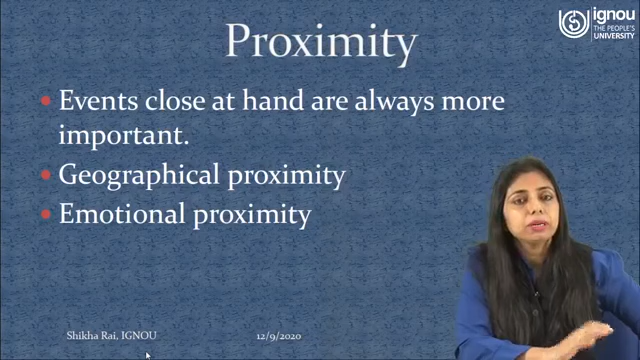 ignou
THE PEOPLE'S
UNIVERSITY
Proximity
• Events close at hand are always more
important.
• Geographical proximity
• Emotional proximity
Shikha Rai, IGNOU
12/9/2020